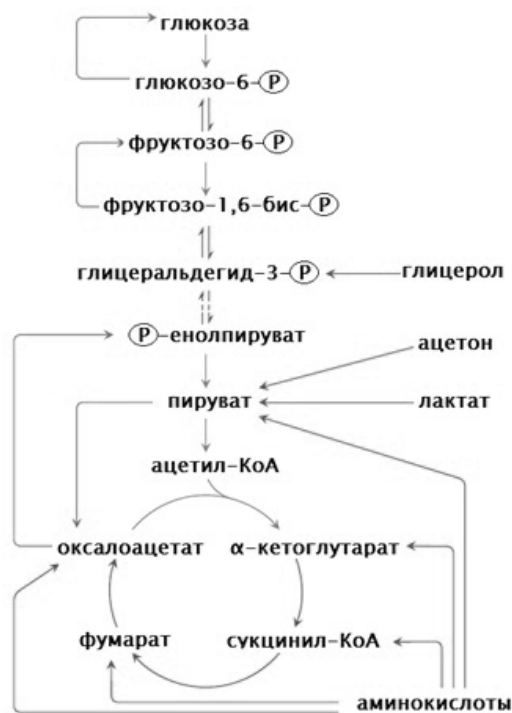 глюкоза
глюкозо-6-P
фруктозо-6-P
фруктозо-1,6-бис-P
глицеральдегид-3-P
глицерол
P-енолпируват
ацетон
пируват
лактат
ацетил-КоА
оксалоацетат
α-кетоглутарат
фумарат
сукцинил-КоА
аминокислоты